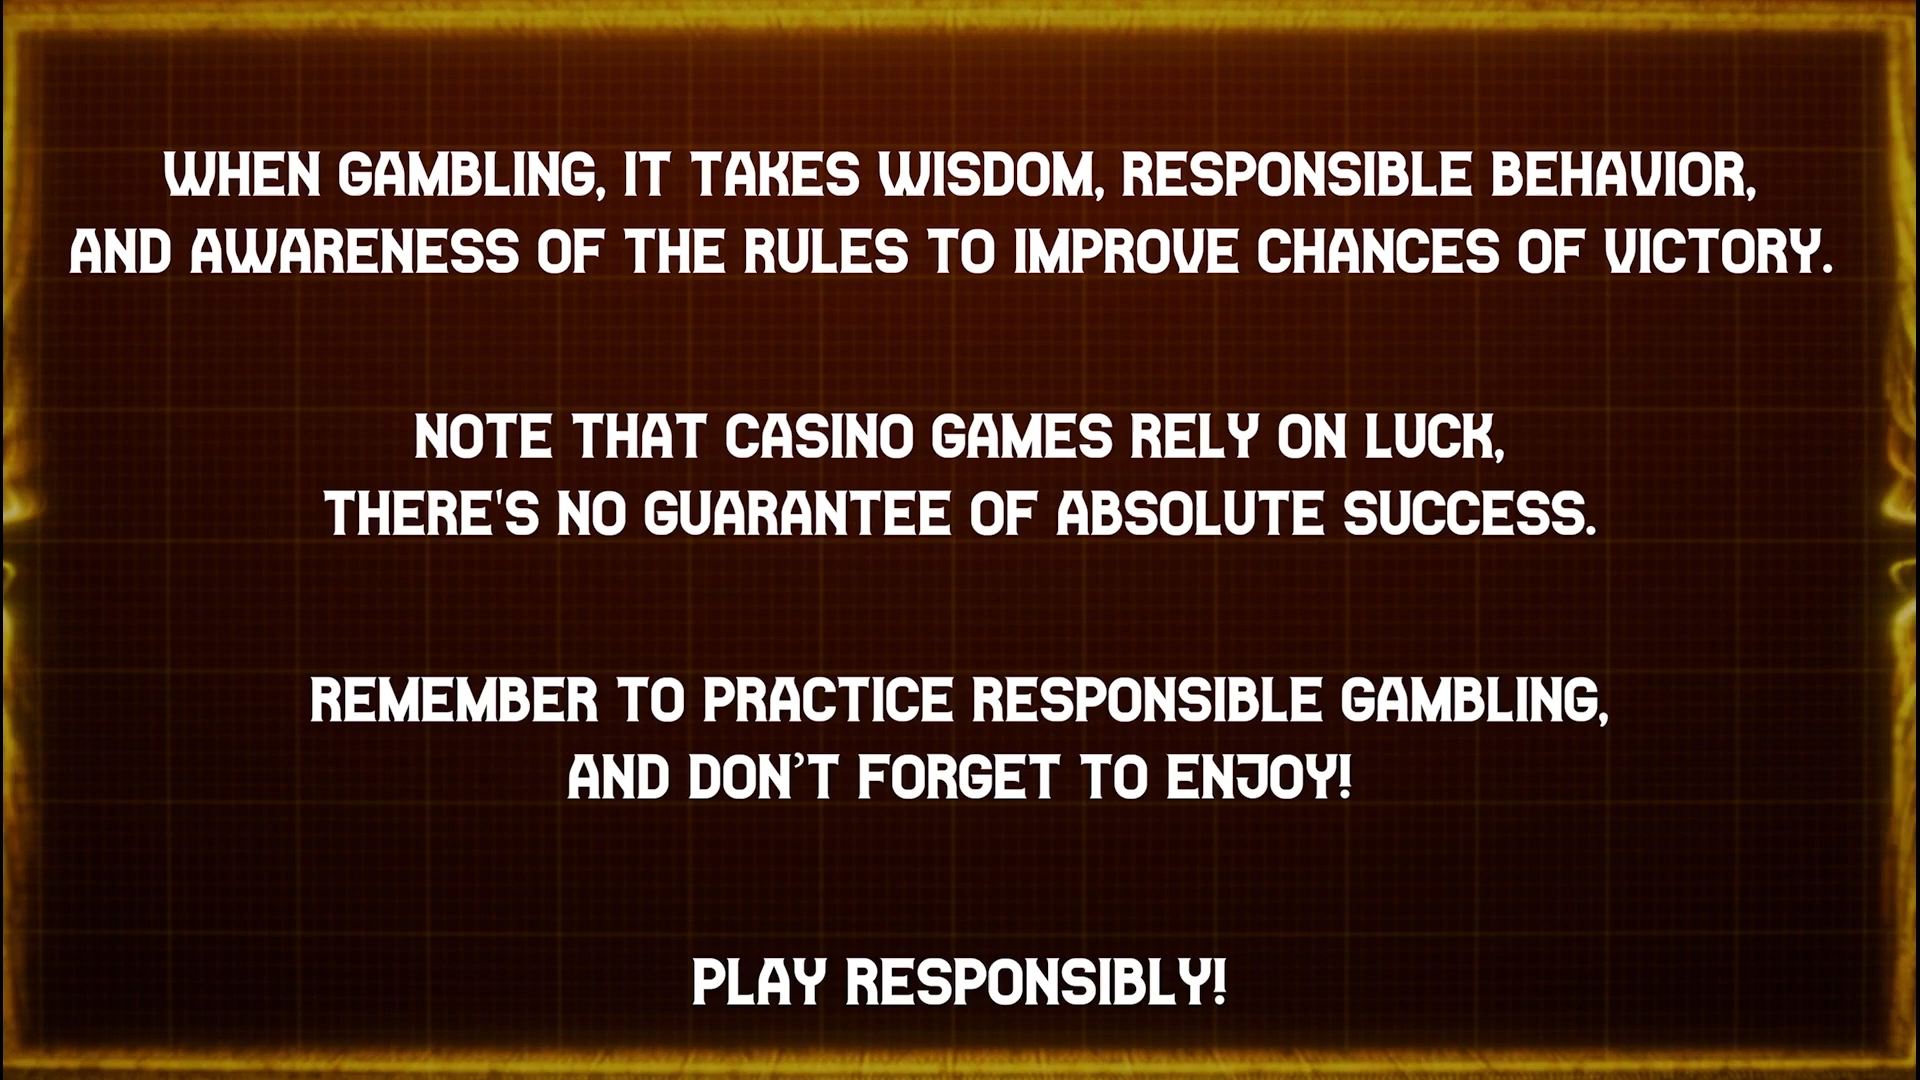 WHEN GAMBLING, IT TAKES WISDOM, RESPONSIBLE BEHAVIOR,
AND AWARENESS OF THE RULES TO IMPROVE CHANCES OF VICTORY.
NOTE THAT CASINO GAMES RELY ON LUCK,
THERE'S NO GUARANTEE OF ABSOLUTE SUCCESS.
REMEMBER TO PRACTICE RESPONSIBLE GAMBLING,
AND DON’T FORGET TO ENJOY!
PLAY RESPONSIBLY!